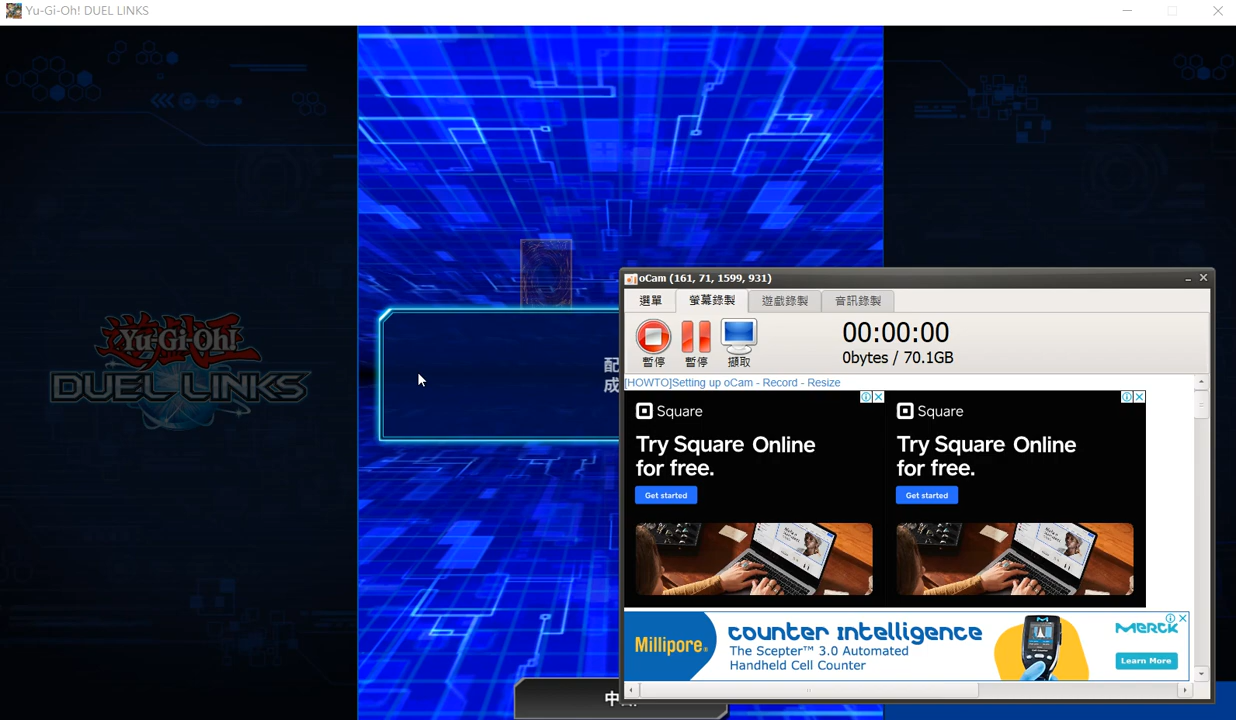 Yu-Gi-Oh! DUEL LINKS
Yu-Gi-Oh!
DUEL LINKS
配
成
中
oCam (161, 71, 1599, 931)
選單 螢幕錄製 遊戲錄製 音訊錄製
暫停 暫停 擷取
00:00:00
0bytes / 70.1GB
[HOWTO]Setting up oCam - Record - Resize
Square
Try Square Online
for free.
Get started
Square
Try Square Online
for free.
Get started
Millipore
counter intelligence
The Scepter™ 3.0 Automated
Handheld Cell Counter
MERCK
Learn More